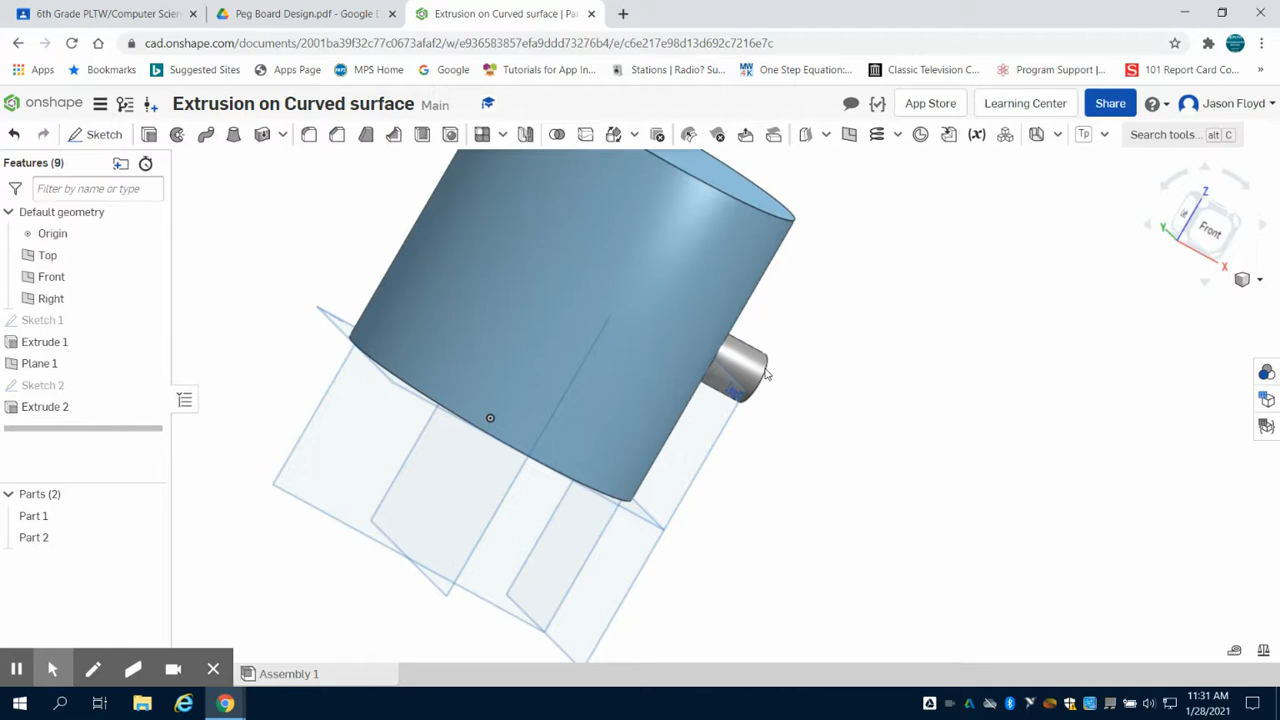 6th Grade PLTW/Computer Scien
Peg Board Design.pdf - Google D
Extrusion on Curved surface | Par
cad.onshape.com/documents/2001ba39f32c77c0673afaf2/w/e936583857efe9ddd73276b4/e/c6e217e98d13d692c7216e7c
Apps
Bookmarks
Suggested Sites
Apps Page
MPS Home
Google
Tutorials for App In...
Stations | Radio? Su...
One Step Equation:...
Classic Television C...
Program Support |...
101 Report Card Co...
»
onshape
Extrusion on Curved surface Main
App Store
Learning Center
Share
Jason Floyd
Sketch
Tp
Search tools... alt C
Features (9)
Filter by name or type
Default geometry
Origin
Top
Front
Right
Sketch 1
Extrude 1
Plane 1
Sketch 2
Extrude 2
Parts (2)
Part 1
Part 2
Z
Front
Y
X
Assembly 1
11:31 AM
1/28/2021